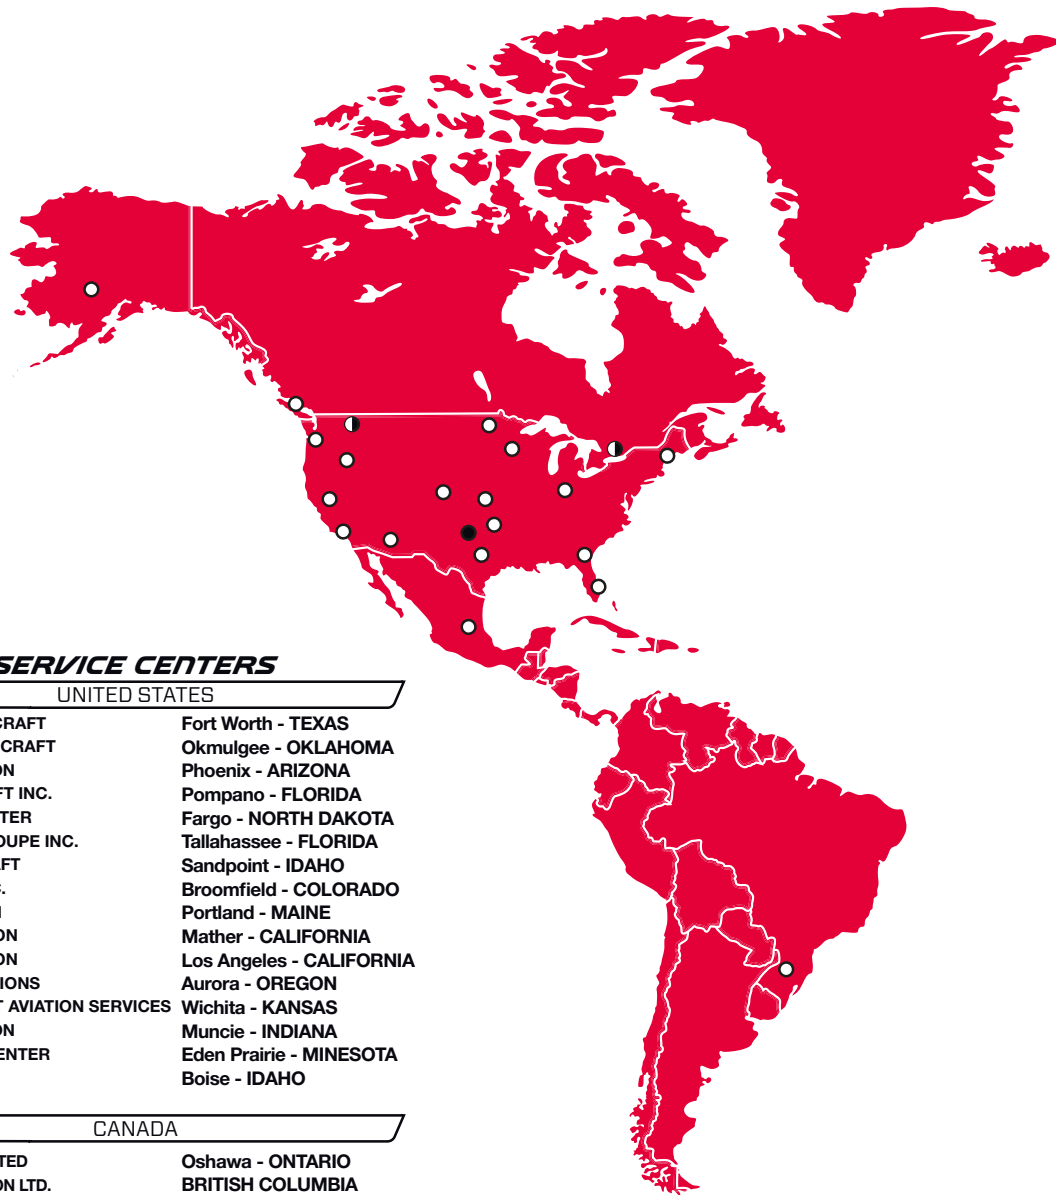 SERVICE CENTERS
UNITED STATES
CRAFT Fort Worth - TEXAS
CRAFT Okmulgee - OKLAHOMA
ON Phoenix - ARIZONA
FT INC. Pompano - FLORIDA
TER Fargo - NORTH DAKOTA
OUPE INC. Tallahassee - FLORIDA
AFT Sandpoint - IDAHO
Broomfield - COLORADO
Portland - MAINE
ON Mather - CALIFORNIA
ON Los Angeles - CALIFORNIA
IONS Aurora - OREGON
T AVIATION SERVICES Wichita - KANSAS
ON Muncie - INDIANA
ENTER Eden Prairie - MINESOTA
Boise - IDAHO
CANADA
TED Oshawa - ONTARIO
ON LTD. BRITISH COLUMBIA